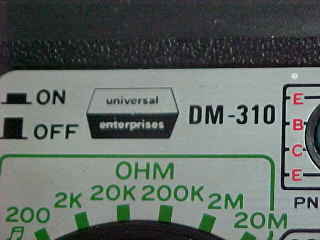 ON
OFF
universal
enterprises
DM-310
E
B
C
E
PN
OHM
200
2K
20K
200K
2M
20M